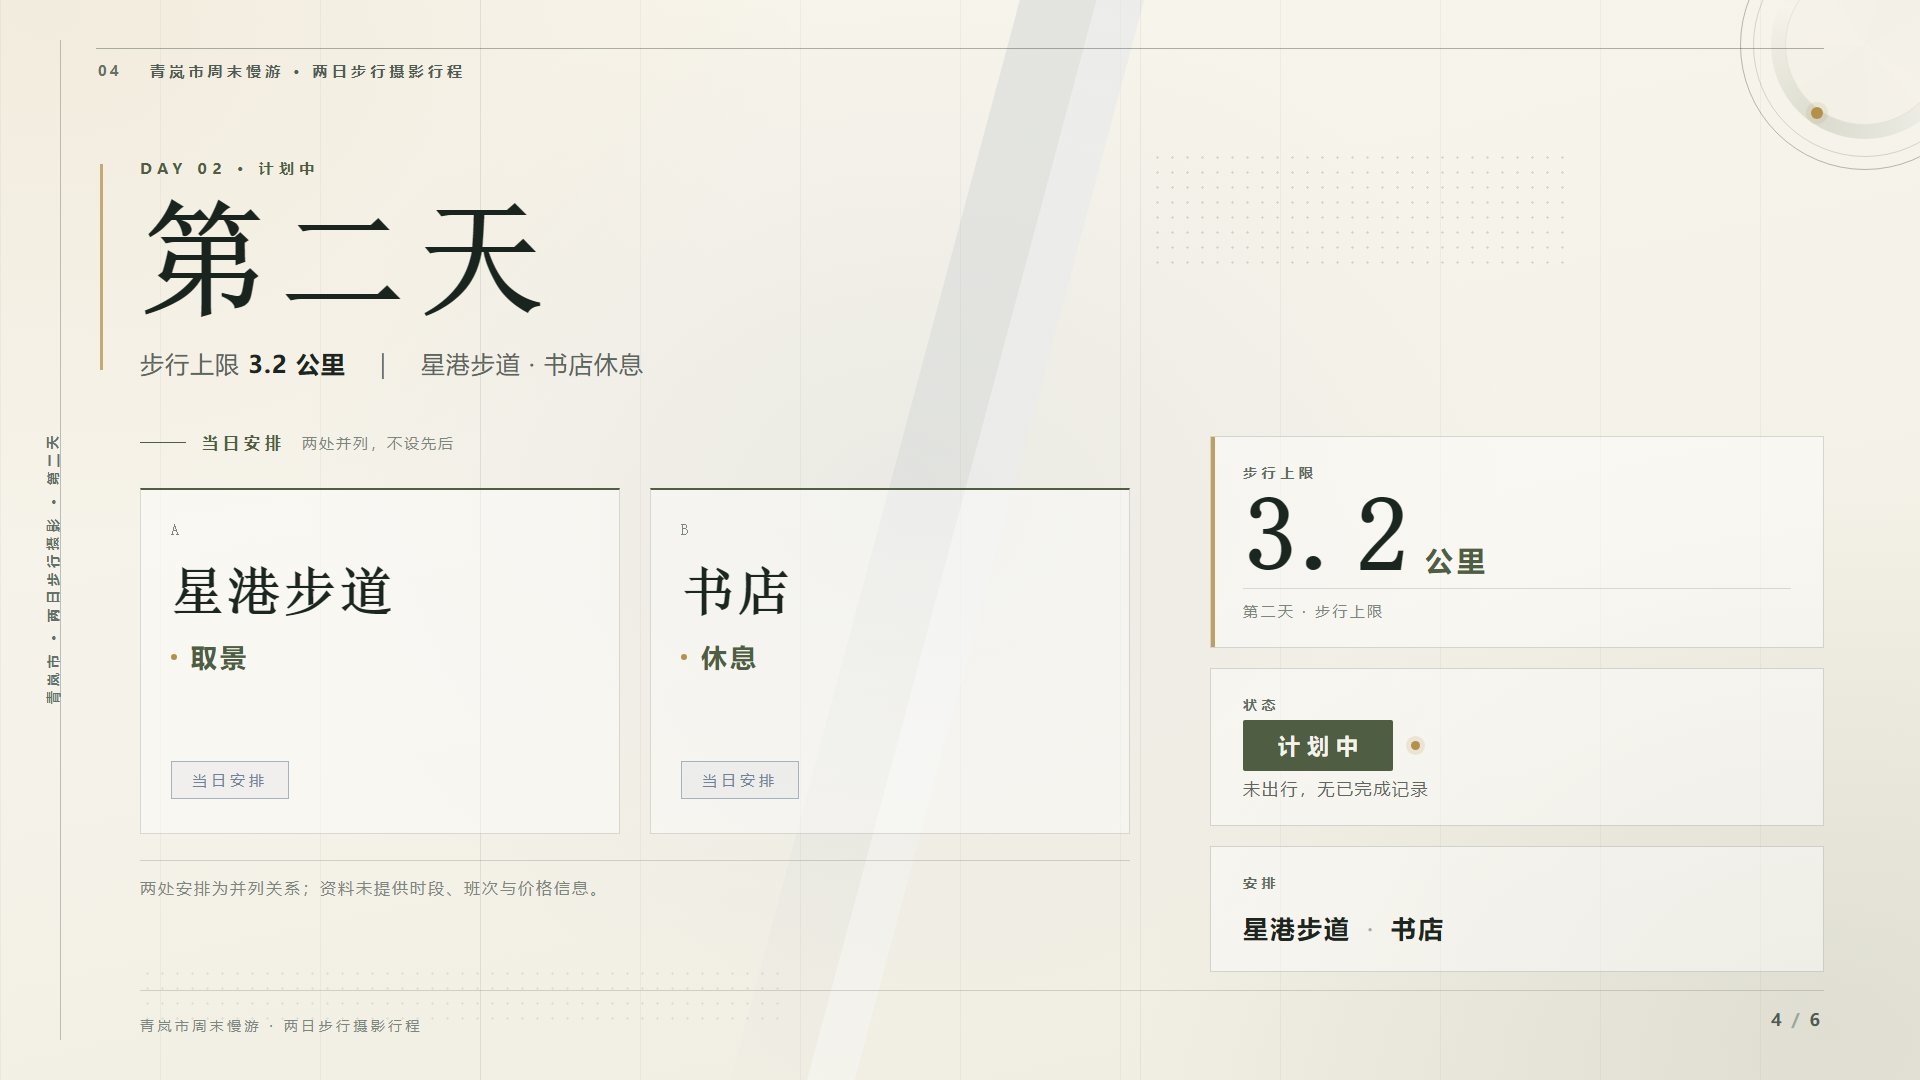 04 青岚市周末慢游 • 两日步行摄影行程
DAY 02 • 计划中
第二天
步行上限 3.2 公里 | 星港步道 · 书店休息
青岚市 • 两日步行摄影 • 第二天
当日安排 两处并列，不设先后
A
星港步道
• 取景
当日安排
B
书店
• 休息
当日安排
两处安排为并列关系；资料未提供时段、班次与价格信息。
步行上限
3.2 公里
第二天 · 步行上限
状态
计划中
未出行，无已完成记录
安排
星港步道 · 书店
青岚市周末慢游 · 两日步行摄影行程
4 / 6